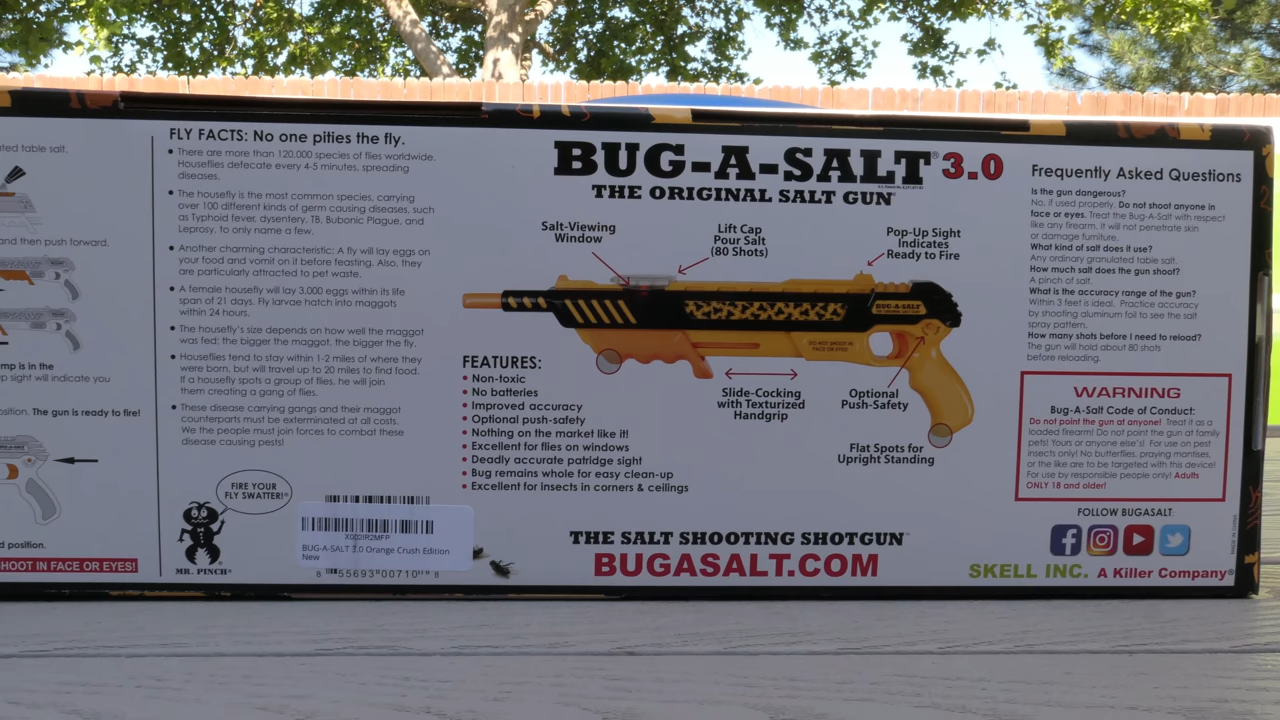 ated table salt.
and then push forward.
mp is in the
p sight will indicate you
osition. The gun is ready to fire!
d position.
HOOT IN FACE OR EYES!
FLY FACTS: No one pities the fly.
• There are more than 120,000 species of flies worldwide.
Houseflies defecate every 4-5 minutes, spreading
diseases.
• The housefly is the most common species, carrying
over 100 different kinds of germ causing diseases, such
as Typhoid fever, dysentery, TB, Bubonic Plague, and
Leprosy, to only name a few.
• Another charming characteristic: A fly will lay eggs on
your food and vomit on it before feasting. Also, they
are particularly attracted to pet waste.
• A female housefly will lay 3,000 eggs within its life
span of 21 days. Fly larvae hatch into maggots
within 24 hours.
• The housefly's size depends on how well the maggot
was fed; the bigger the maggot, the bigger the fly.
• Houseflies tend to stay within 1-2 miles of where they
were born, but will travel up to 20 miles to find food.
If a housefly spots a group of flies, he will join
them creating a gang of flies.
• These disease carrying gangs and their maggot
counterparts must be exterminated at all costs.
We the people must join forces to combat these
disease causing pests!
FIRE YOUR
FLY SWATTER!®
MR. PINCH®
X002IR2MFP
BUG-A-SALT 3.0 Orange Crush Edition
New
8 55693 00710 8
BUG-A-SALT® 3.0
THE ORIGINAL SALT GUN
Salt-Viewing
Window
Lift Cap
Pour Salt
(80 Shots)
Pop-Up Sight
Indicates
Ready to Fire
BUG-A-SALT
DO NOT SHOOT IN
FACE OR EYES!
Slide-Cocking
with Texturized
Handgrip
Optional
Push-Safety
Flat Spots for
Upright Standing
FEATURES:
• Non-toxic
• No batteries
• Improved accuracy
• Optional push-safety
• Nothing on the market like it!
• Excellent for flies on windows
• Deadly accurate patridge sight
• Bug remains whole for easy clean-up
• Excellent for insects in corners & ceilings
THE SALT SHOOTING SHOTGUN
BUGASALT.COM
Frequently Asked Questions
Is the gun dangerous?
No, if used properly. Do not shoot anyone in
face or eyes. Treat the Bug-A-Salt with respect
like any firearm. It will not penetrate skin
or damage furniture.
What kind of salt does it use?
Any ordinary granulated table salt.
How much salt does the gun shoot?
A pinch of salt.
What is the accuracy range of the gun?
Within 3 feet is ideal. Practice accuracy
by shooting aluminum foil to see the salt
spray pattern.
How many shots before I need to reload?
The gun will hold about 80 shots
before reloading.
WARNING
Bug-A-Salt Code of Conduct:
Do not point the gun at anyone! Treat it as a
loaded firearm! Do not point the gun at family
pets! Yours or anyone else's! For use on pest
insects only! No butterflies, praying mantises,
or the like are to be targeted with this device!
For use by responsible people only! Adults
ONLY 18 and older!
FOLLOW BUGASALT:
SKELL INC. A Killer Company®
MADE IN CHINA